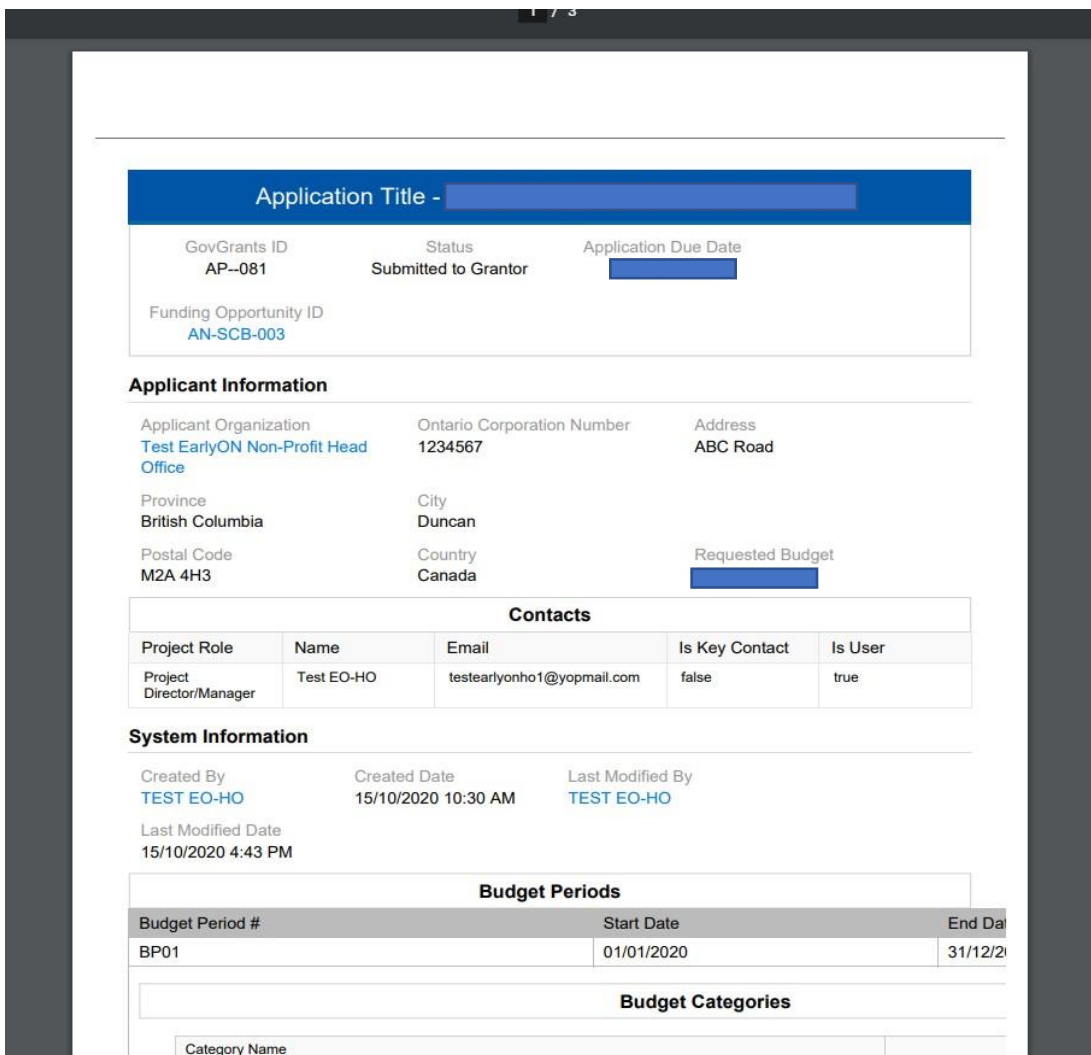 1 / 3
Application Title -
GovGrants ID Status Application Due Date
AP--081 Submitted to Grantor
Funding Opportunity ID
AN-SCB-003
Applicant Information
Applicant Organization Ontario Corporation Number Address
Test EarlyON Non-Profit Head 1234567 ABC Road
Office
Province City
British Columbia Duncan
Postal Code Country Requested Budget
M2A 4H3 Canada
Contacts
Project Role Name Email Is Key Contact Is User
Project Test EO-HO testearlyonho1@yopmail.com false true
Director/Manager
System Information
Created By Created Date Last Modified By
TEST EO-HO 15/10/2020 10:30 AM TEST EO-HO
Last Modified Date
15/10/2020 4:43 PM
Budget Periods
Budget Period # Start Date End Da
BP01 01/01/2020 31/12/2
Budget Categories
Category Name